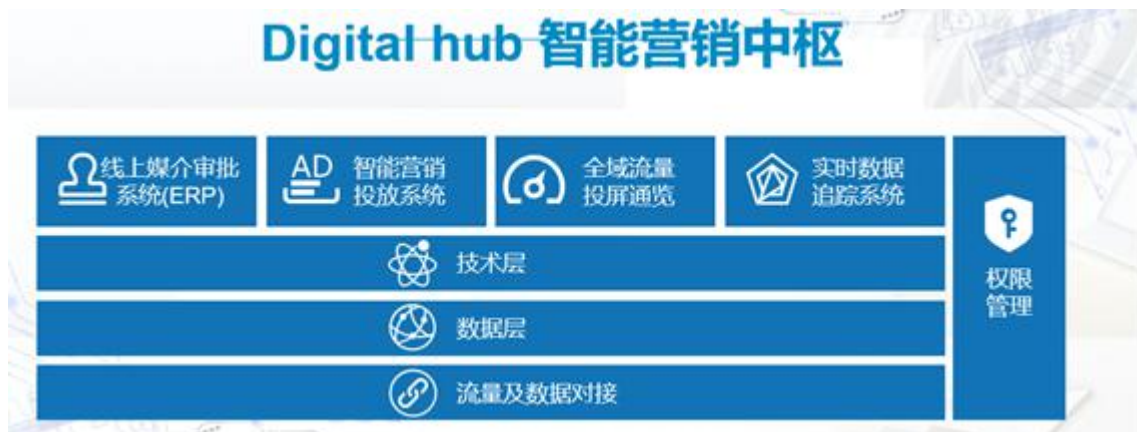 Digital hub 智能营销中枢
线上媒介审批
系统(ERP)
AD
智能营销
投放系统
全域流量
投屏通览
实时数据
追踪系统
权限
管理
技术层
数据层
流量及数据对接